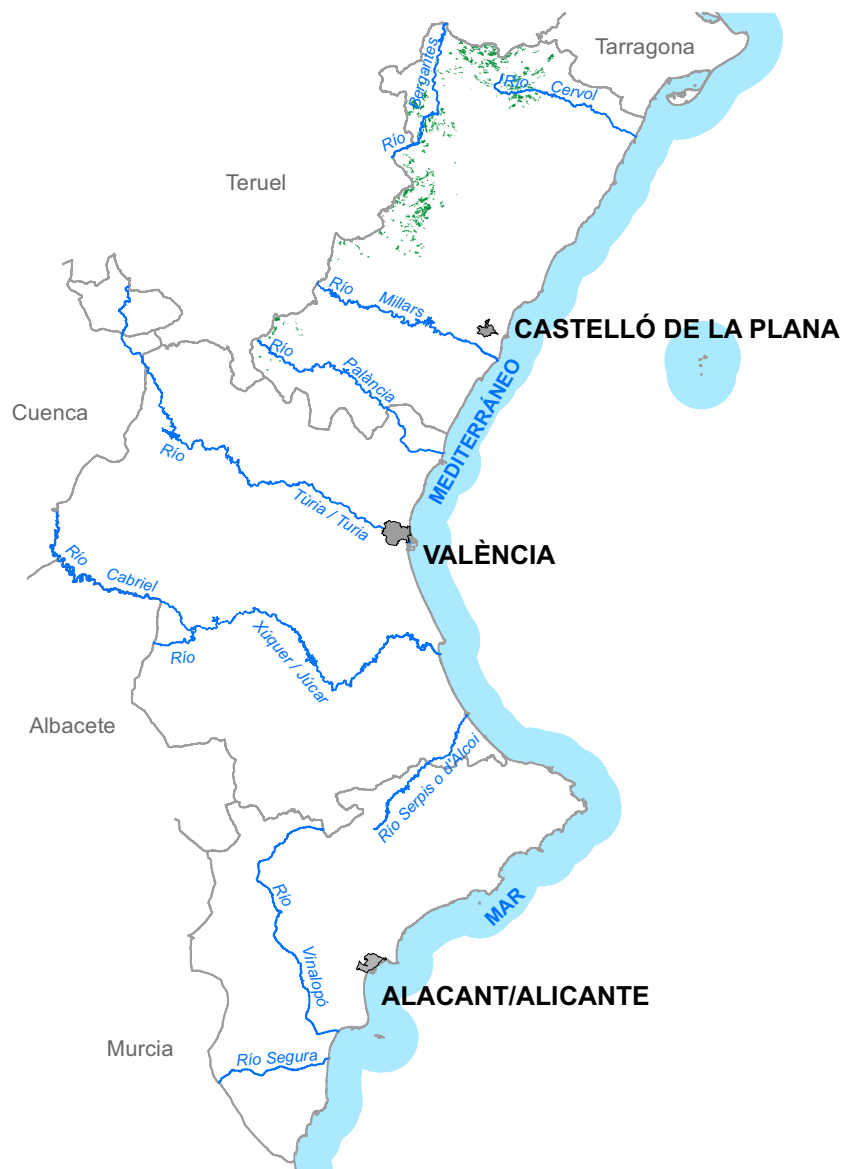 Tarragona
Río Bergantes
Río Cervol
Teruel
Río Millars
CASTELLÓ DE LA PLANA
Río Palància
MEDITERRÁNEO
Cuenca
Río Túria / Turia
VALÈNCIA
Río Cabriel
Río Xúquer / Júcar
Albacete
Río Serpis o d'Alcoi
MAR
Río Vinalopó
ALACANT/ALICANTE
Murcia
Río Segura